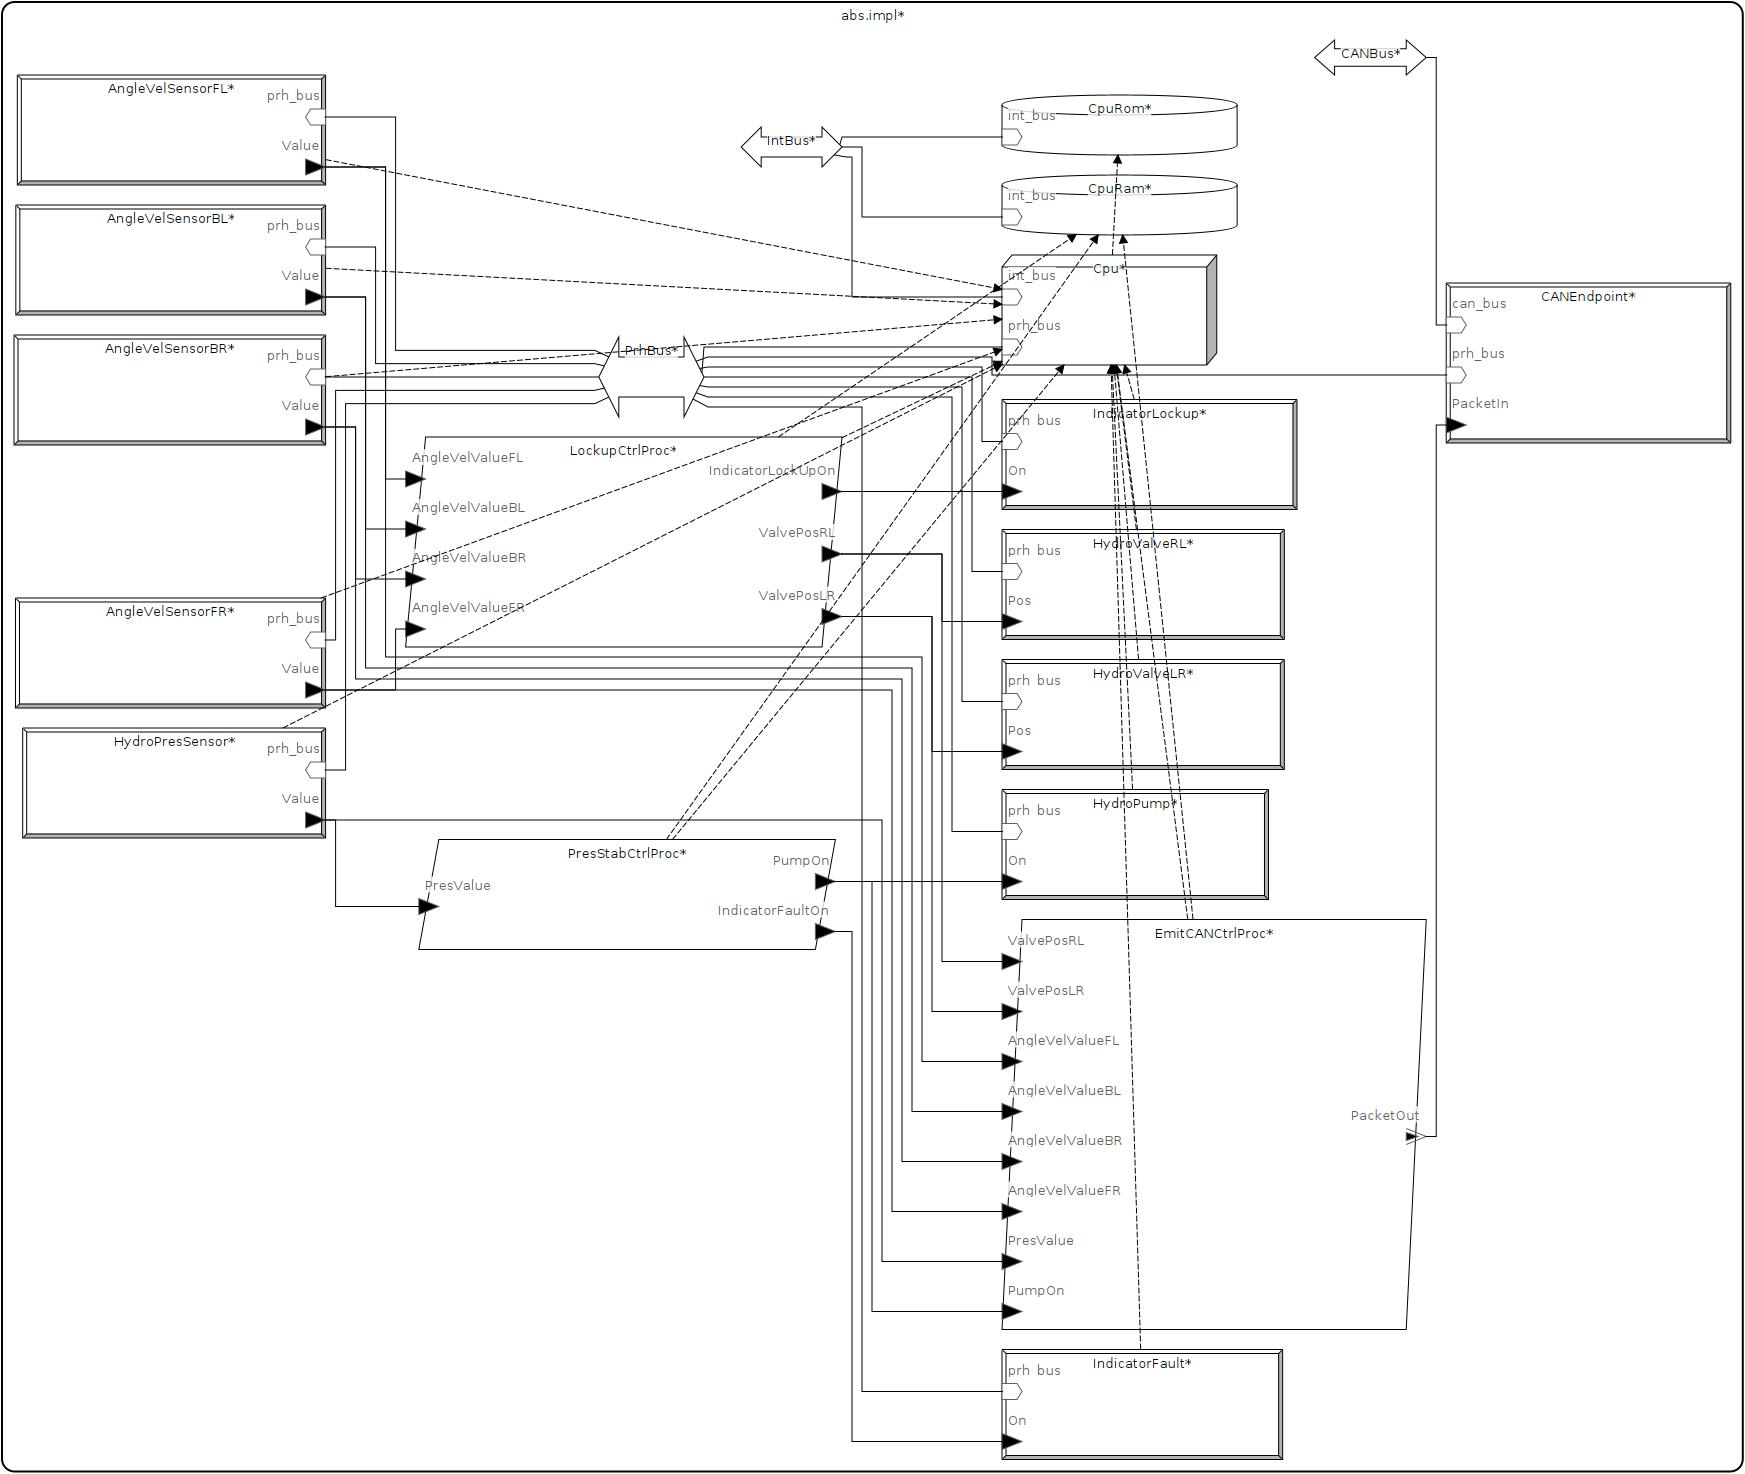 abs.impl*
CANBus*
AngleVelSensorFL*
prh_bus
Value
IntBus*
CpuRom*
int_bus
CpuRam*
int_bus
AngleVelSensorBL*
prh_bus
Value
Cpu*
int_bus
prh_bus
CANEndpoint*
can_bus
prh_bus
PacketIn
AngleVelSensorBR*
prh_bus
Value
PrhBus*
LockupCtrlProc*
AngleVelValueFL
AngleVelValueBL
AngleVelValueBR
AngleVelValueFR
IndicatorLockUpOn
ValvePosRL
ValvePosLR
IndicatorLockup*
prh_bus
On
HydroValveRL*
prh_bus
Pos
AngleVelSensorFR*
prh_bus
Value
HydroValveLR*
prh_bus
Pos
HydroPresSensor*
prh_bus
Value
HydroPump*
prh_bus
On
PresStabCtrlProc*
PresValue
PumpOn
IndicatorFaultOn
EmitCANCtrlProc*
ValvePosRL
ValvePosLR
AngleVelValueFL
AngleVelValueBL
AngleVelValueBR
AngleVelValueFR
PresValue
PumpOn
PacketOut
IndicatorFault*
prh_bus
On